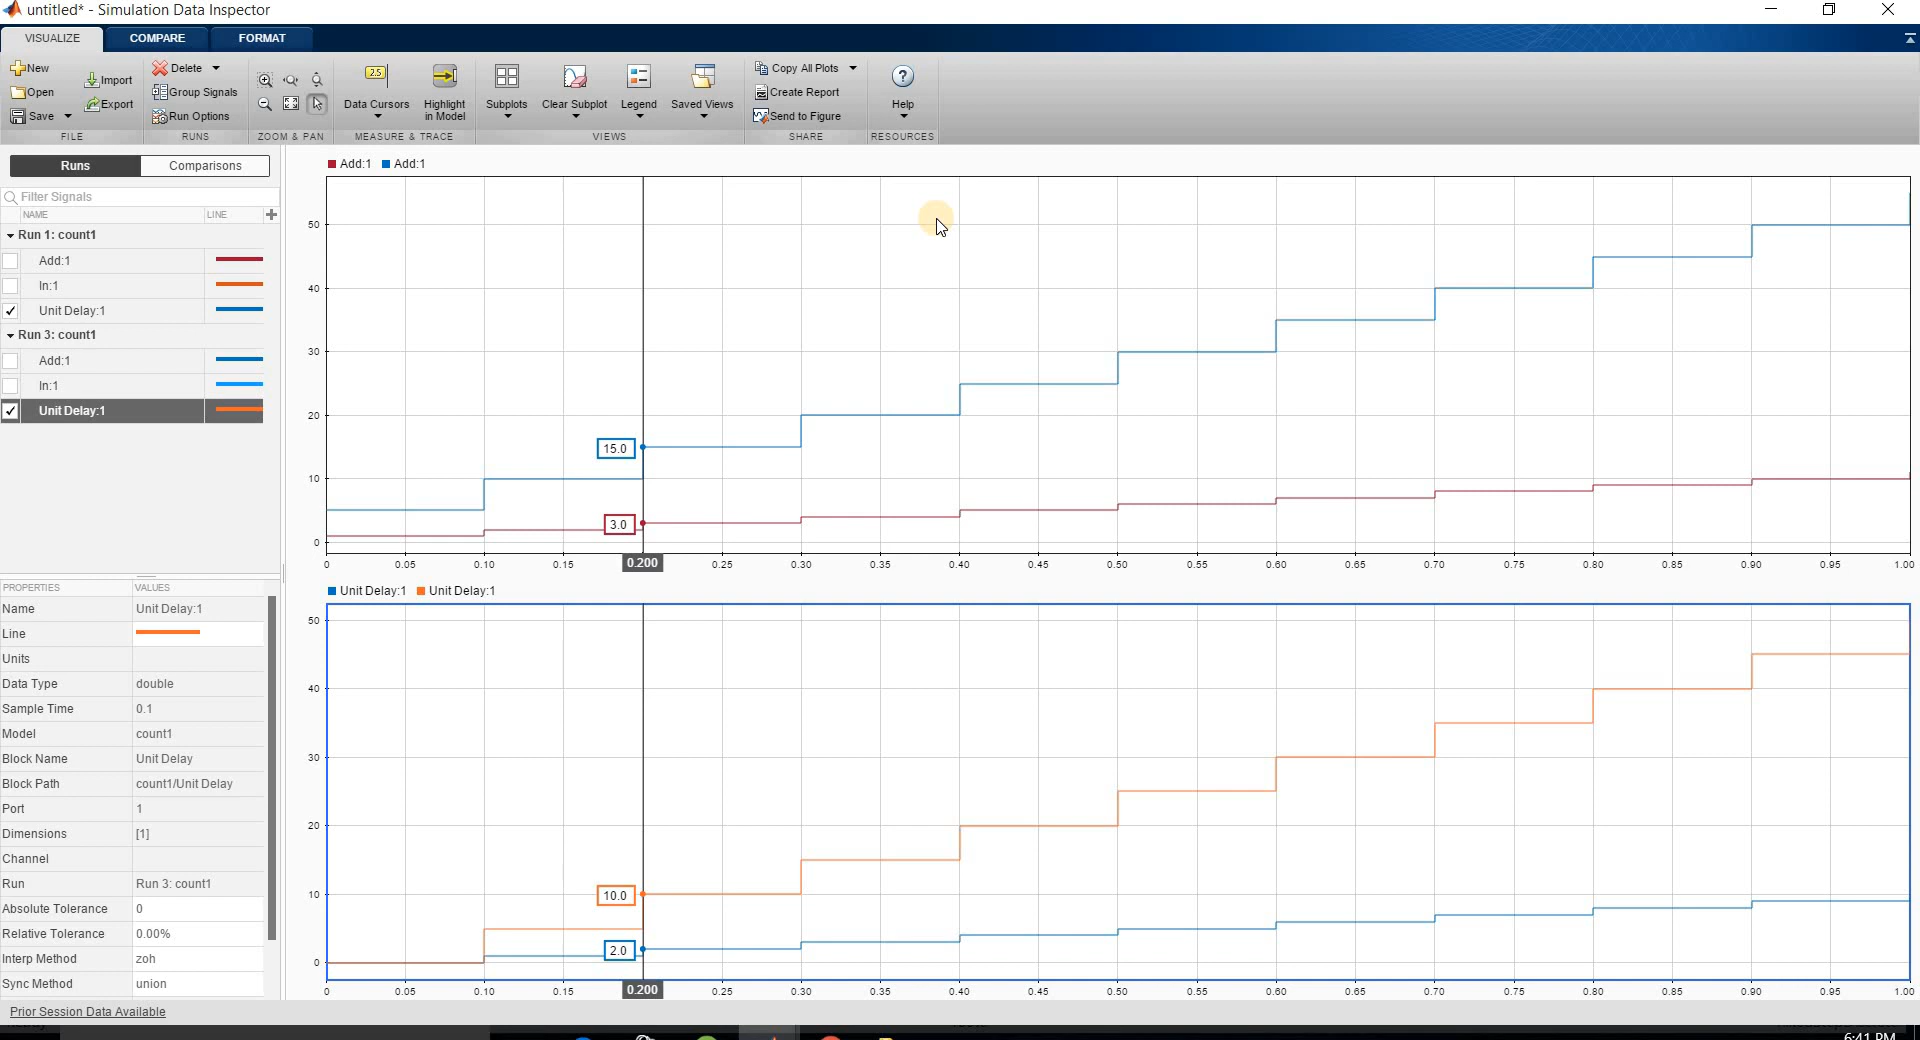 untitled* - Simulation Data Inspector
VISUALIZE COMPARE FORMAT
New
Open
Save
Import
Export
FILE
Delete
Group Signals
Run Options
RUNS
ZOOM & PAN
2.5
Data Cursors
Highlight
in Model
MEASURE & TRACE
Subplots
Clear Subplot
Legend
Saved Views
VIEWS
Copy All Plots
Create Report
Send to Figure
SHARE
?
Help
RESOURCES
Runs Comparisons
Filter Signals
NAME LINE
Run 1: count1
Add:1
In:1
Unit Delay:1
Run 3: count1
Add:1
In:1
Unit Delay:1
PROPERTIES VALUES
Name Unit Delay:1
Line
Units
Data Type double
Sample Time 0.1
Model count1
Block Name Unit Delay
Block Path count1/Unit Delay
Port 1
Dimensions [1]
Channel
Run Run 3: count1
Absolute Tolerance 0
Relative Tolerance 0.00%
Interp Method zoh
Sync Method union
Add:1 Add:1
50
40
30
20
10
0
15.0
3.0
0 0.05 0.10 0.15 0.200 0.25 0.30 0.35 0.40 0.45 0.50 0.55 0.60 0.65 0.70 0.75 0.80 0.85 0.90 0.95 1.00
Unit Delay:1 Unit Delay:1
50
40
30
20
10
0
10.0
2.0
0 0.05 0.10 0.15 0.200 0.25 0.30 0.35 0.40 0.45 0.50 0.55 0.60 0.65 0.70 0.75 0.80 0.85 0.90 0.95 1.00
Prior Session Data Available
6:41 PM